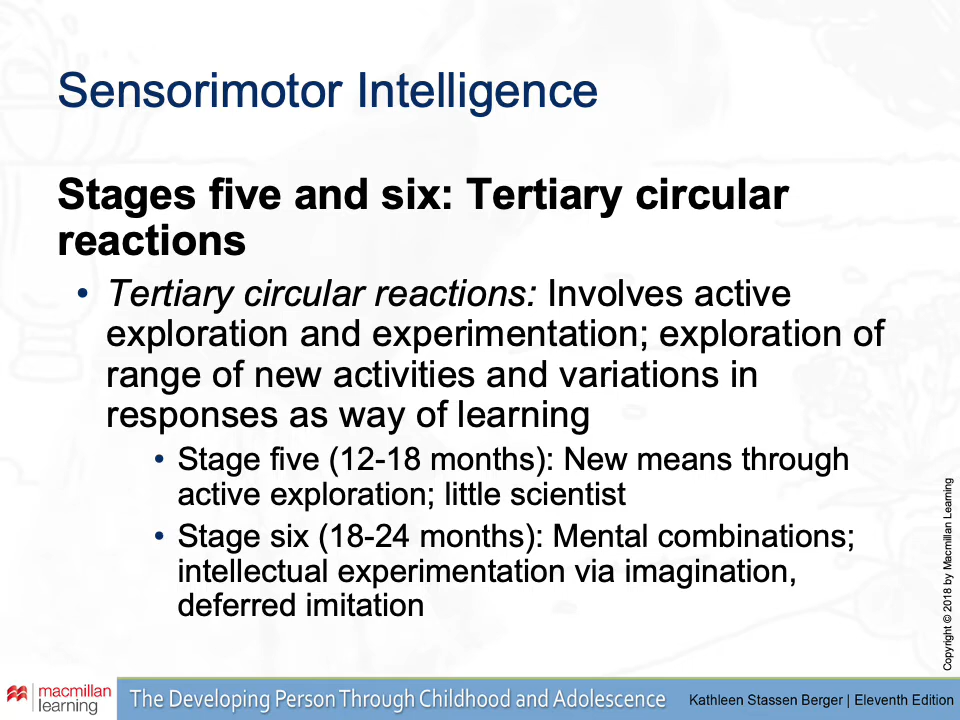 Sensorimotor Intelligence
Stages five and six: Tertiary circular
reactions
• Tertiary circular reactions: Involves active
exploration and experimentation; exploration of
range of new activities and variations in
responses as way of learning
• Stage five (12-18 months): New means through
active exploration; little scientist
• Stage six (18-24 months): Mental combinations;
intellectual experimentation via imagination,
deferred imitation
Copyright © 2018 by Macmillan Learning
macmillan
learning
The Developing Person Through Childhood and Adolescence
Kathleen Stassen Berger | Eleventh Edition